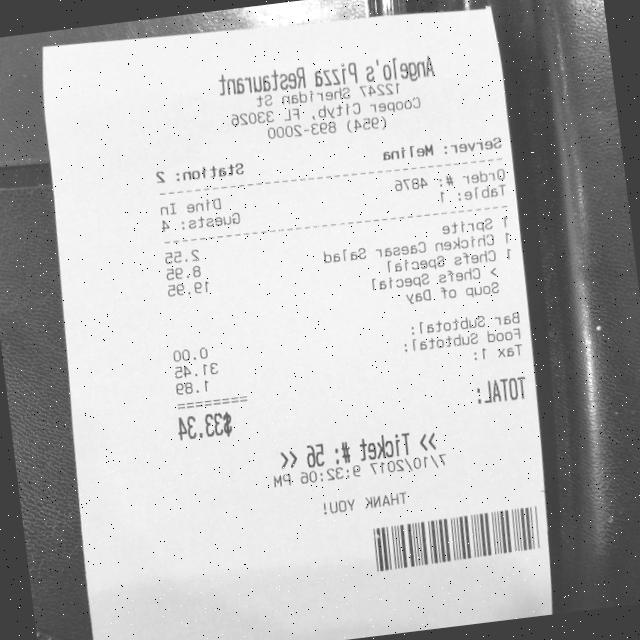 Angelo's Pizza Restaurant
12247 Sheridan St
Cooper Cityb, FL 33026
(954) 893-2000
Server: Melina Station: 2
Order #: 4876 Dine In
Table: 1 Guests: 4
1 Sprite 2.55
1 Chicken Caesar Salad 8.95
1 Chefs Special 19.95
> Chefs Special
Soup of Day
Bar Subtotal: 0.00
Food Subtotal: 31.45
Tax 1: 1.89
========
TOTAL: $33.34
>> Ticket #: 56 <<
7/10/2017 9:32:06 PM
THANK YOU!